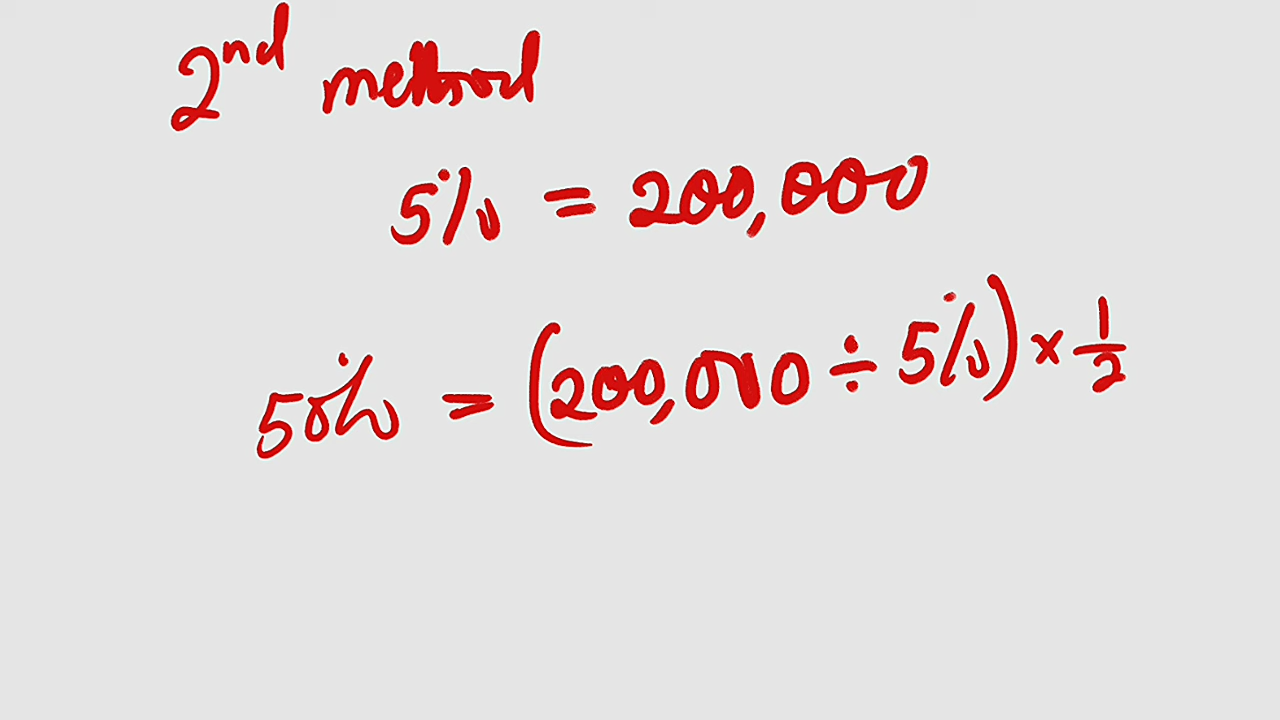 2nd method
5% = 200,000
50% = (200,000 ÷ 5%) × 1/2